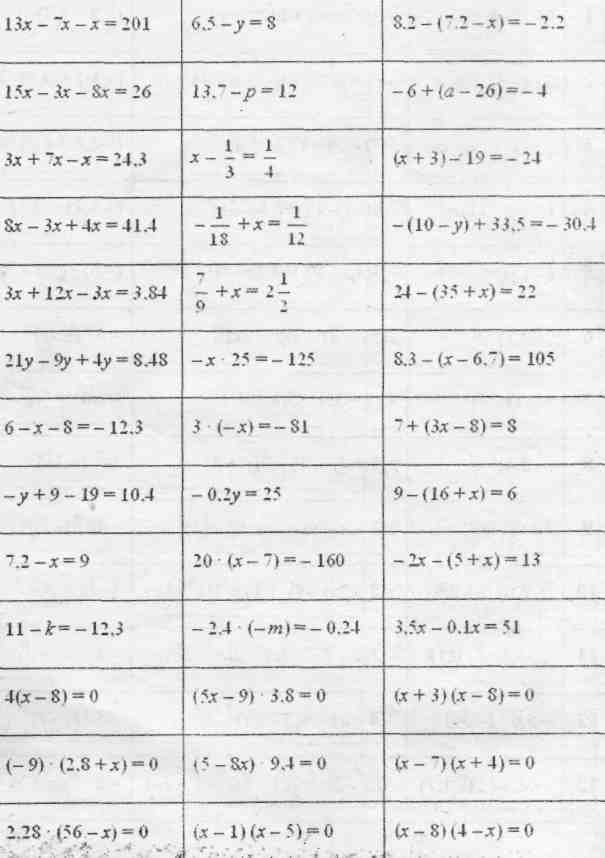 13x – 7x – x = 201 6,5 – y = 8 8,2 – (7,2 – x) = – 2,2
15x – 3x – 8x = 26 13,7 – p = 12 – 6 + (a – 26) = – 4
3x + 7x – x = 24,3 x – 1/3 = 1/4 (x + 3) – 19 = – 24
8x – 3x + 4x = 41,4 – 1/18 + x = 1/12 – (10 – y) + 33,5 = – 30,4
3x + 12x – 3x = 3,84 7/9 + x = 2 1/2 24 – (35 + x) = 22
21y – 9y + 4y = 8,48 – x · 25 = – 125 8,3 – (x – 6,7) = 105
6 – x – 8 = – 12,3 3 · (– x) = – 81 7 + (3x – 8) = 8
– y + 9 – 19 = 10,4 – 0,2y = 25 9 – (16 + x) = 6
7,2 – x = 9 20 · (x – 7) = – 160 – 2x – (5 + x) = 13
11 – k = – 12,3 – 2,4 · (– m) = – 0,24 3,5x – 0,1x = 51
4(x – 8) = 0 (5x – 9) · 3,8 = 0 (x + 3) (x – 8) = 0
(– 9) · (2,8 + x) = 0 (5 – 8x) · 9,4 = 0 (x – 7) (x + 4) = 0
2,28 · (56 – x) = 0 (x – 1) (x – 5) = 0 (x – 8) (4 – x) = 0